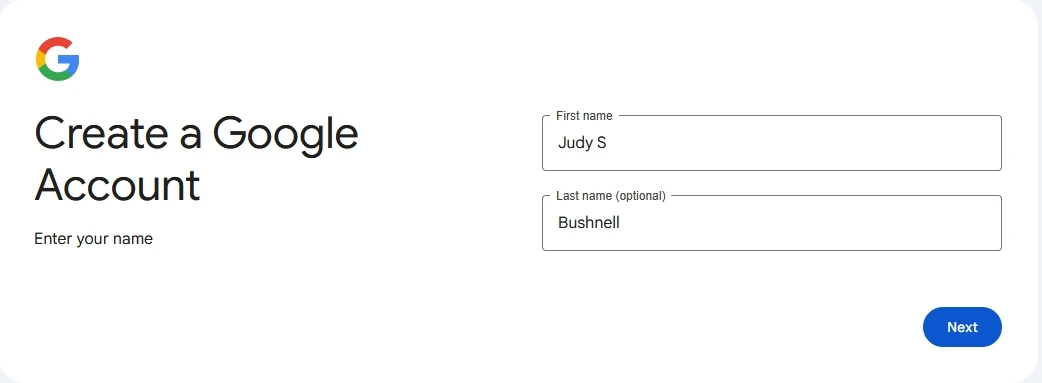 Create a Google
Account
Enter your name
First name
Judy S
Last name (optional)
Bushnell
Next